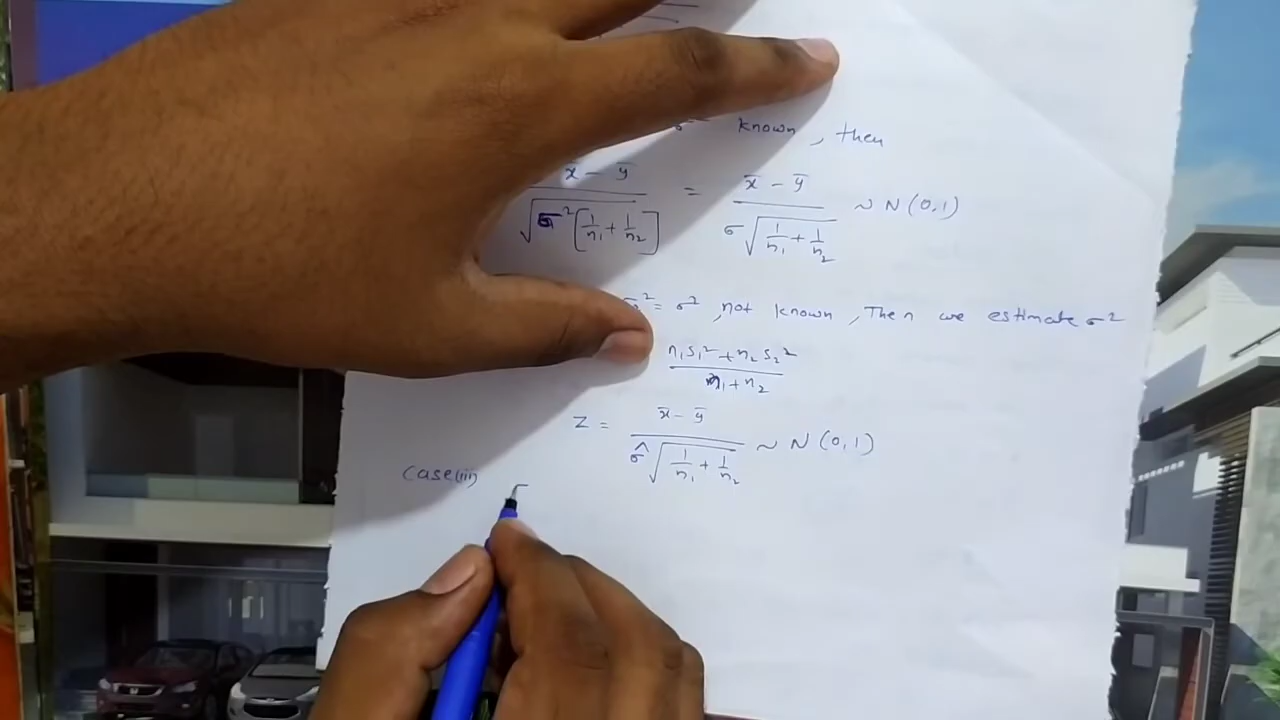 known, then
x̄ - ȳ / √(σ²[1/n₁ + 1/n₂]) = x̄ - ȳ / σ√(1/n₁ + 1/n₂) ~ N(0,1)
² = σ², not known, Then we estimate σ²
n₁s₁² + n₂s₂² / n₁ + n₂
Z = x̄ - ȳ / σ̂√(1/n₁ + 1/n₂) ~ N(0,1)
Case(iii)